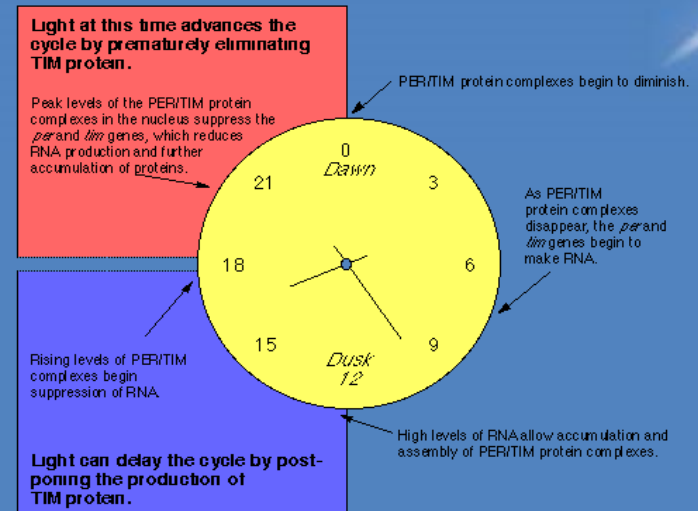 Light at this time advances the
cycle by prematurely eliminating
TIM protein.
Peak levels of the PER/TIM protein
complexes in the nucleus suppress the
per and tim genes, which reduces
RNA production and further
accumulation of proteins.
PER/TIM protein complexes begin to diminish.
0
Dawn
21
3
18
6
15
9
Dusk
12
As PER/TIM
protein complexes
disappear, the per and
tim genes begin to
make RNA.
Rising levels of PER/TIM
complexes begin
suppression of RNA.
High levels of RNA allow accumulation and
assembly of PER/TIM protein complexes.
Light can delay the cycle by post-
poning the production of
TIM protein.